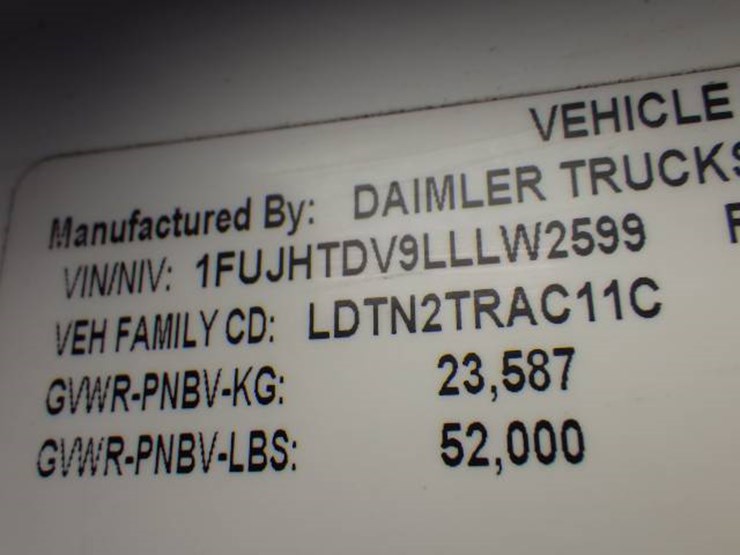 VEHICLE
Manufactured By: DAIMLER TRUCKS
VIN/NIV: 1FUJHTDV9LLLW2599
VEH FAMILY CD: LDTN2TRAC11C
GVWR-PNBV-KG: 23,587
GVWR-PNBV-LBS: 52,000